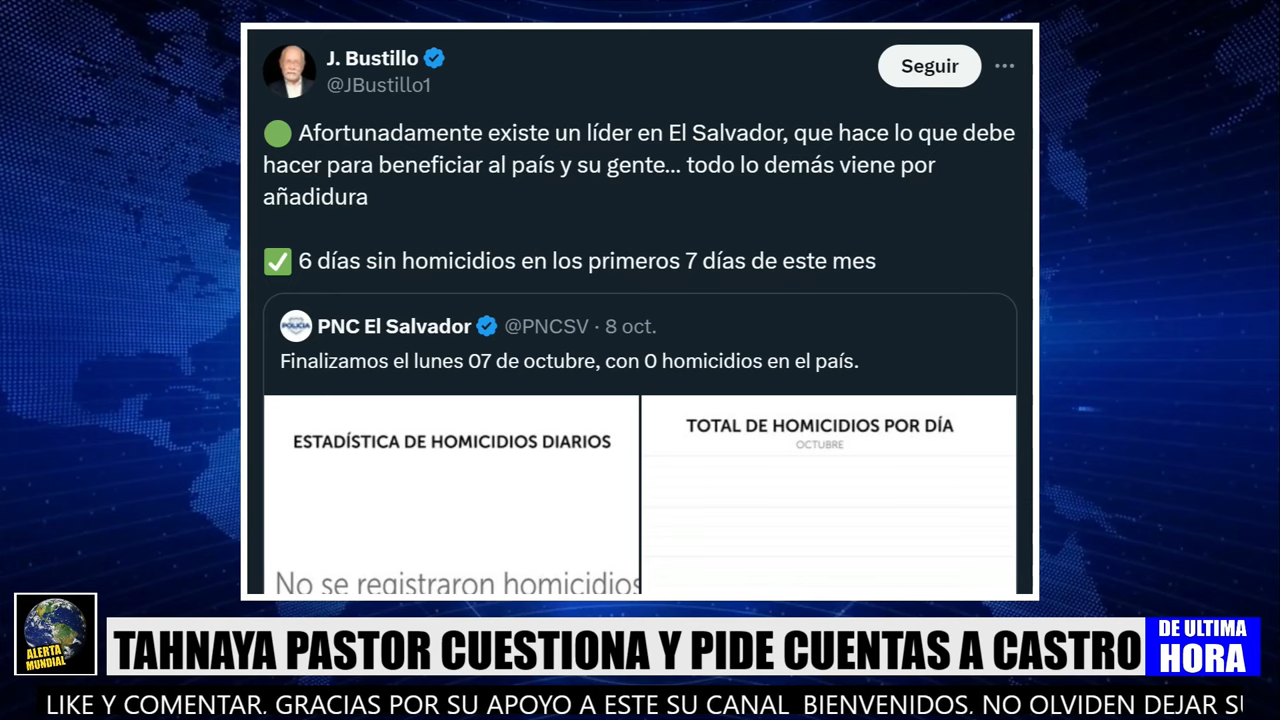 J. Bustillo
@JBustillo1
Seguir
Afortunadamente existe un líder en El Salvador, que hace lo que debe
hacer para beneficiar al país y su gente... todo lo demás viene por
añadidura
6 días sin homicidios en los primeros 7 días de este mes
POLICIA
PNC El Salvador @PNCSV · 8 oct.
Finalizamos el lunes 07 de octubre, con 0 homicidios en el país.
ESTADÍSTICA DE HOMICIDIOS DIARIOS
No se registraron homicidios
TOTAL DE HOMICIDIOS POR DÍA
OCTUBRE
ALERTA
MUNDIAL
TAHNAYA PASTOR CUESTIONA Y PIDE CUENTAS A CASTRO
DE ULTIMA
HORA
LIKE Y COMENTAR. GRACIAS POR SU APOYO A ESTE SU CANAL BIENVENIDOS. NO OLVIDEN DEJAR SU